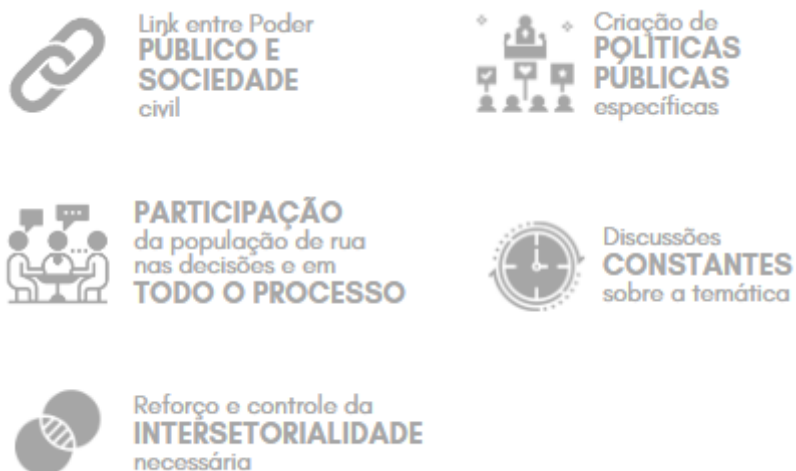 Link entre Poder
PÚBLICO E
SOCIEDADE
civil
Criação de
POLÍTICAS
PÚBLICAS
específicas
PARTICIPAÇÃO
da população de rua
nas decisões e em
TODO O PROCESSO
Discussões
CONSTANTES
sobre a temática
Reforço e controle da
INTERSETORIALIDADE
necessária